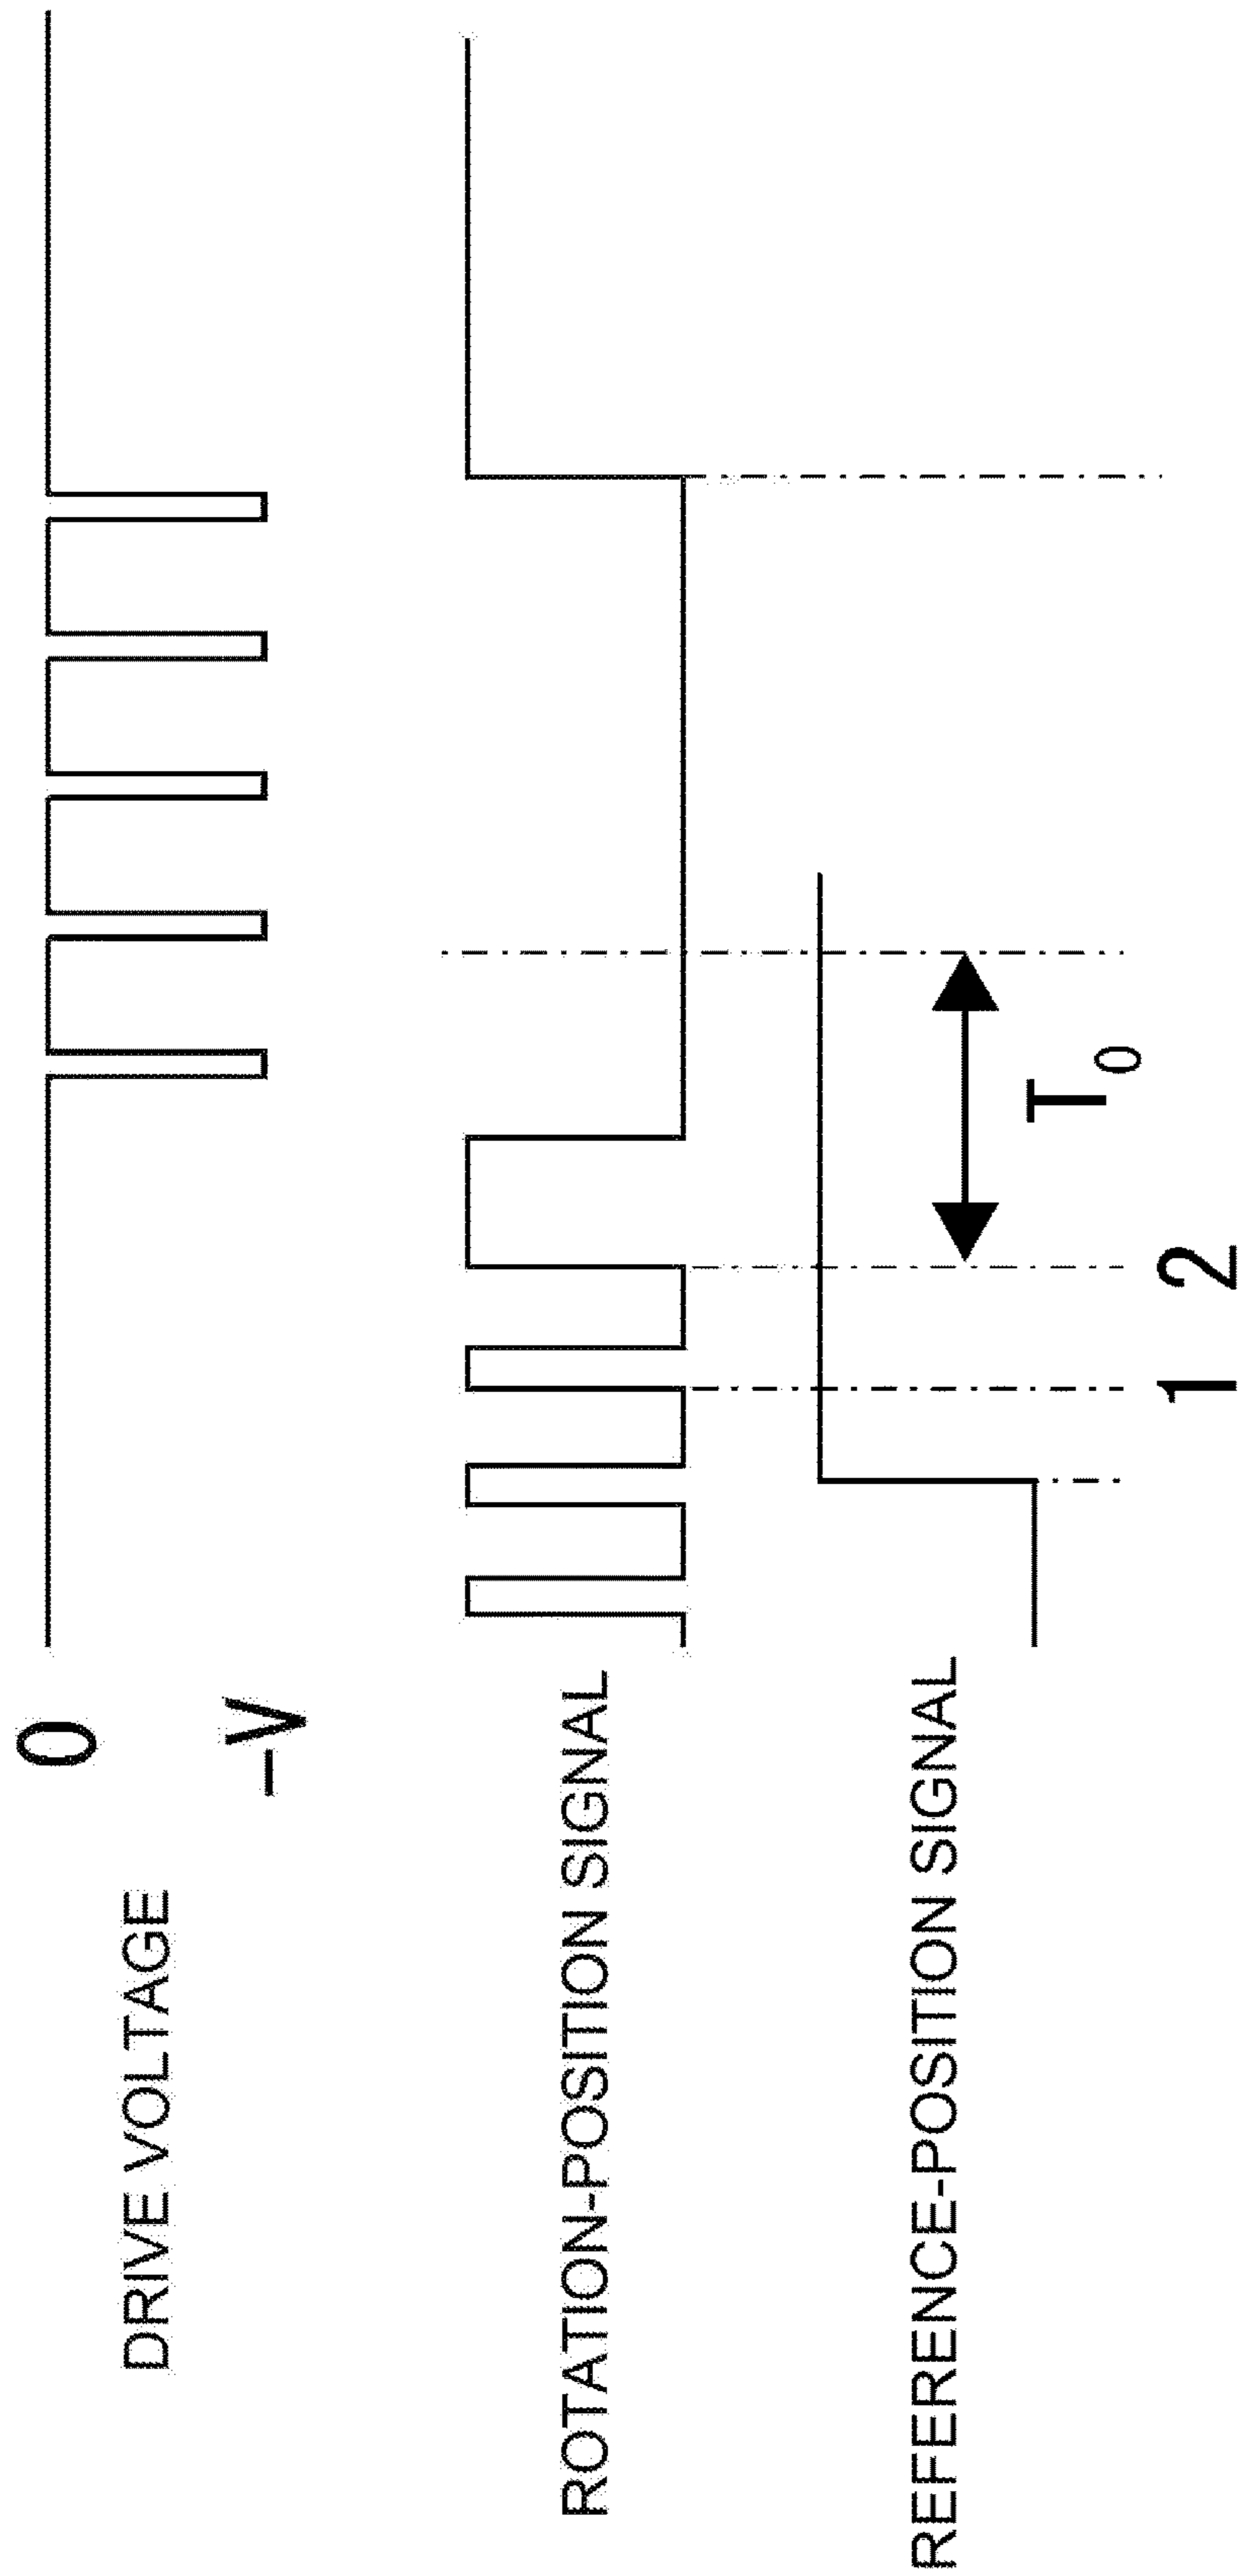 DRIVE VOLTAGE
0
−V
ROTATION-POSITION SIGNAL
REFERENCE-POSITION SIGNAL
T0
1 2